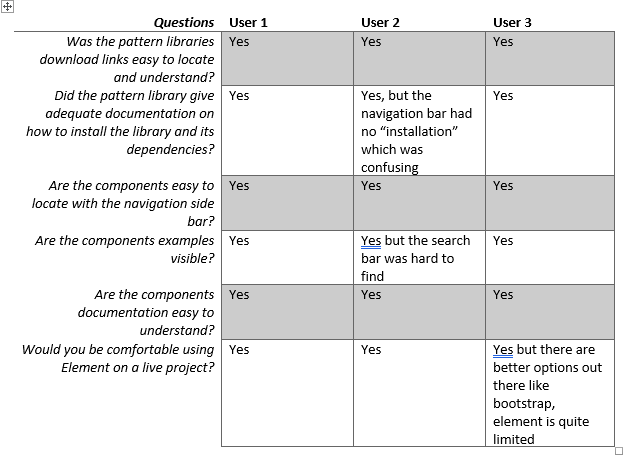 Questions User 1 User 2 User 3
Was the pattern libraries Yes Yes Yes
download links easy to locate
and understand?
Did the pattern library give Yes Yes, but the Yes
adequate documentation on navigation bar had
how to install the library and its no “installation”
dependencies? which was
confusing
Are the components easy to Yes Yes Yes
locate with the navigation side
bar?
Are the components examples Yes Yes but the search Yes
visible? bar was hard to
find
Are the components Yes Yes Yes
documentation easy to
understand?
Would you be comfortable using Yes Yes Yes but there are
Element on a live project? better options out
there like
bootstrap,
element is quite
limited